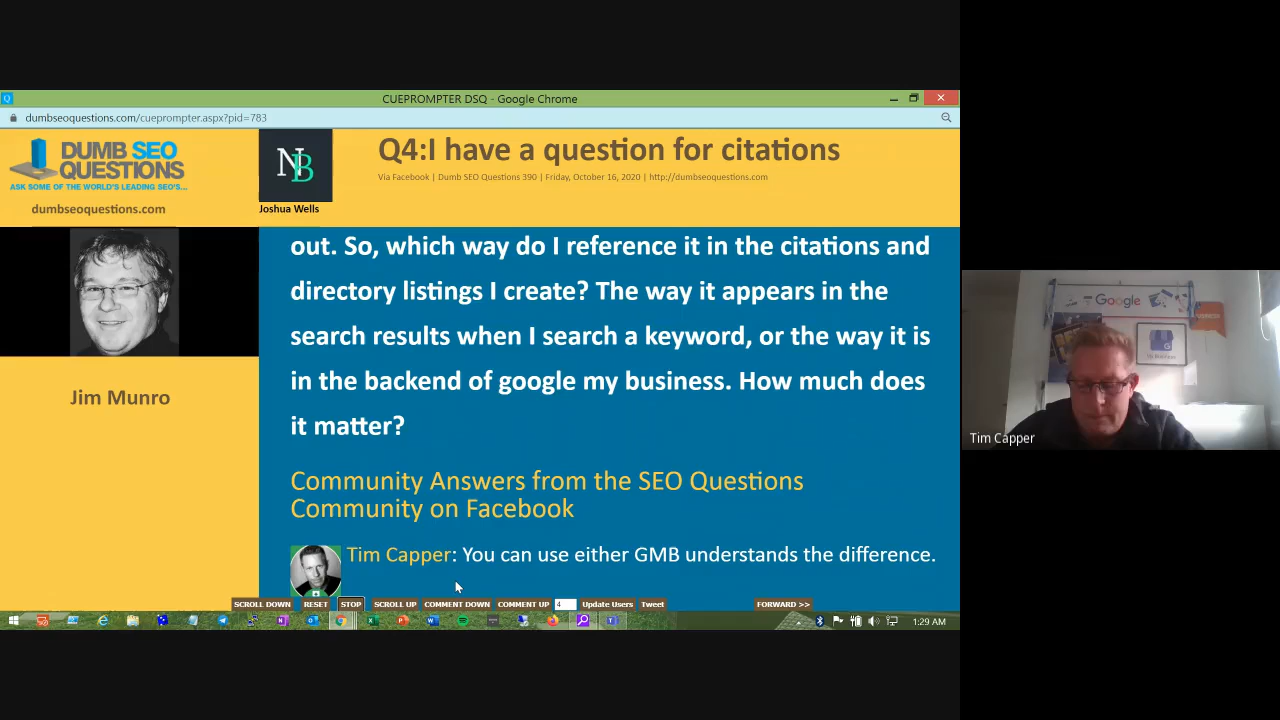 CUEPROMPTER DSQ - Google Chrome
dumbseoquestions.com/cueprompter.aspx?pid=783
DUMB SEO
QUESTIONS
ASK SOME OF THE WORLD'S LEADING SEO'S...
dumbseoquestions.com
NB
Joshua Wells
Q4:I have a question for citations
Via Facebook | Dumb SEO Questions 390 | Friday, October 16, 2020 | http://dumbseoquestions.com
Jim Munro
out. So, which way do I reference it in the citations and
directory listings I create? The way it appears in the
search results when I search a keyword, or the way it is
in the backend of google my business. How much does
it matter?
Community Answers from the SEO Questions
Community on Facebook
Tim Capper: You can use either GMB understands the difference.
SCROLL DOWN RESET STOP SCROLL UP COMMENT DOWN COMMENT UP 4 Update Users Tweet FORWARD >>
1:29 AM
Google
Tim Capper